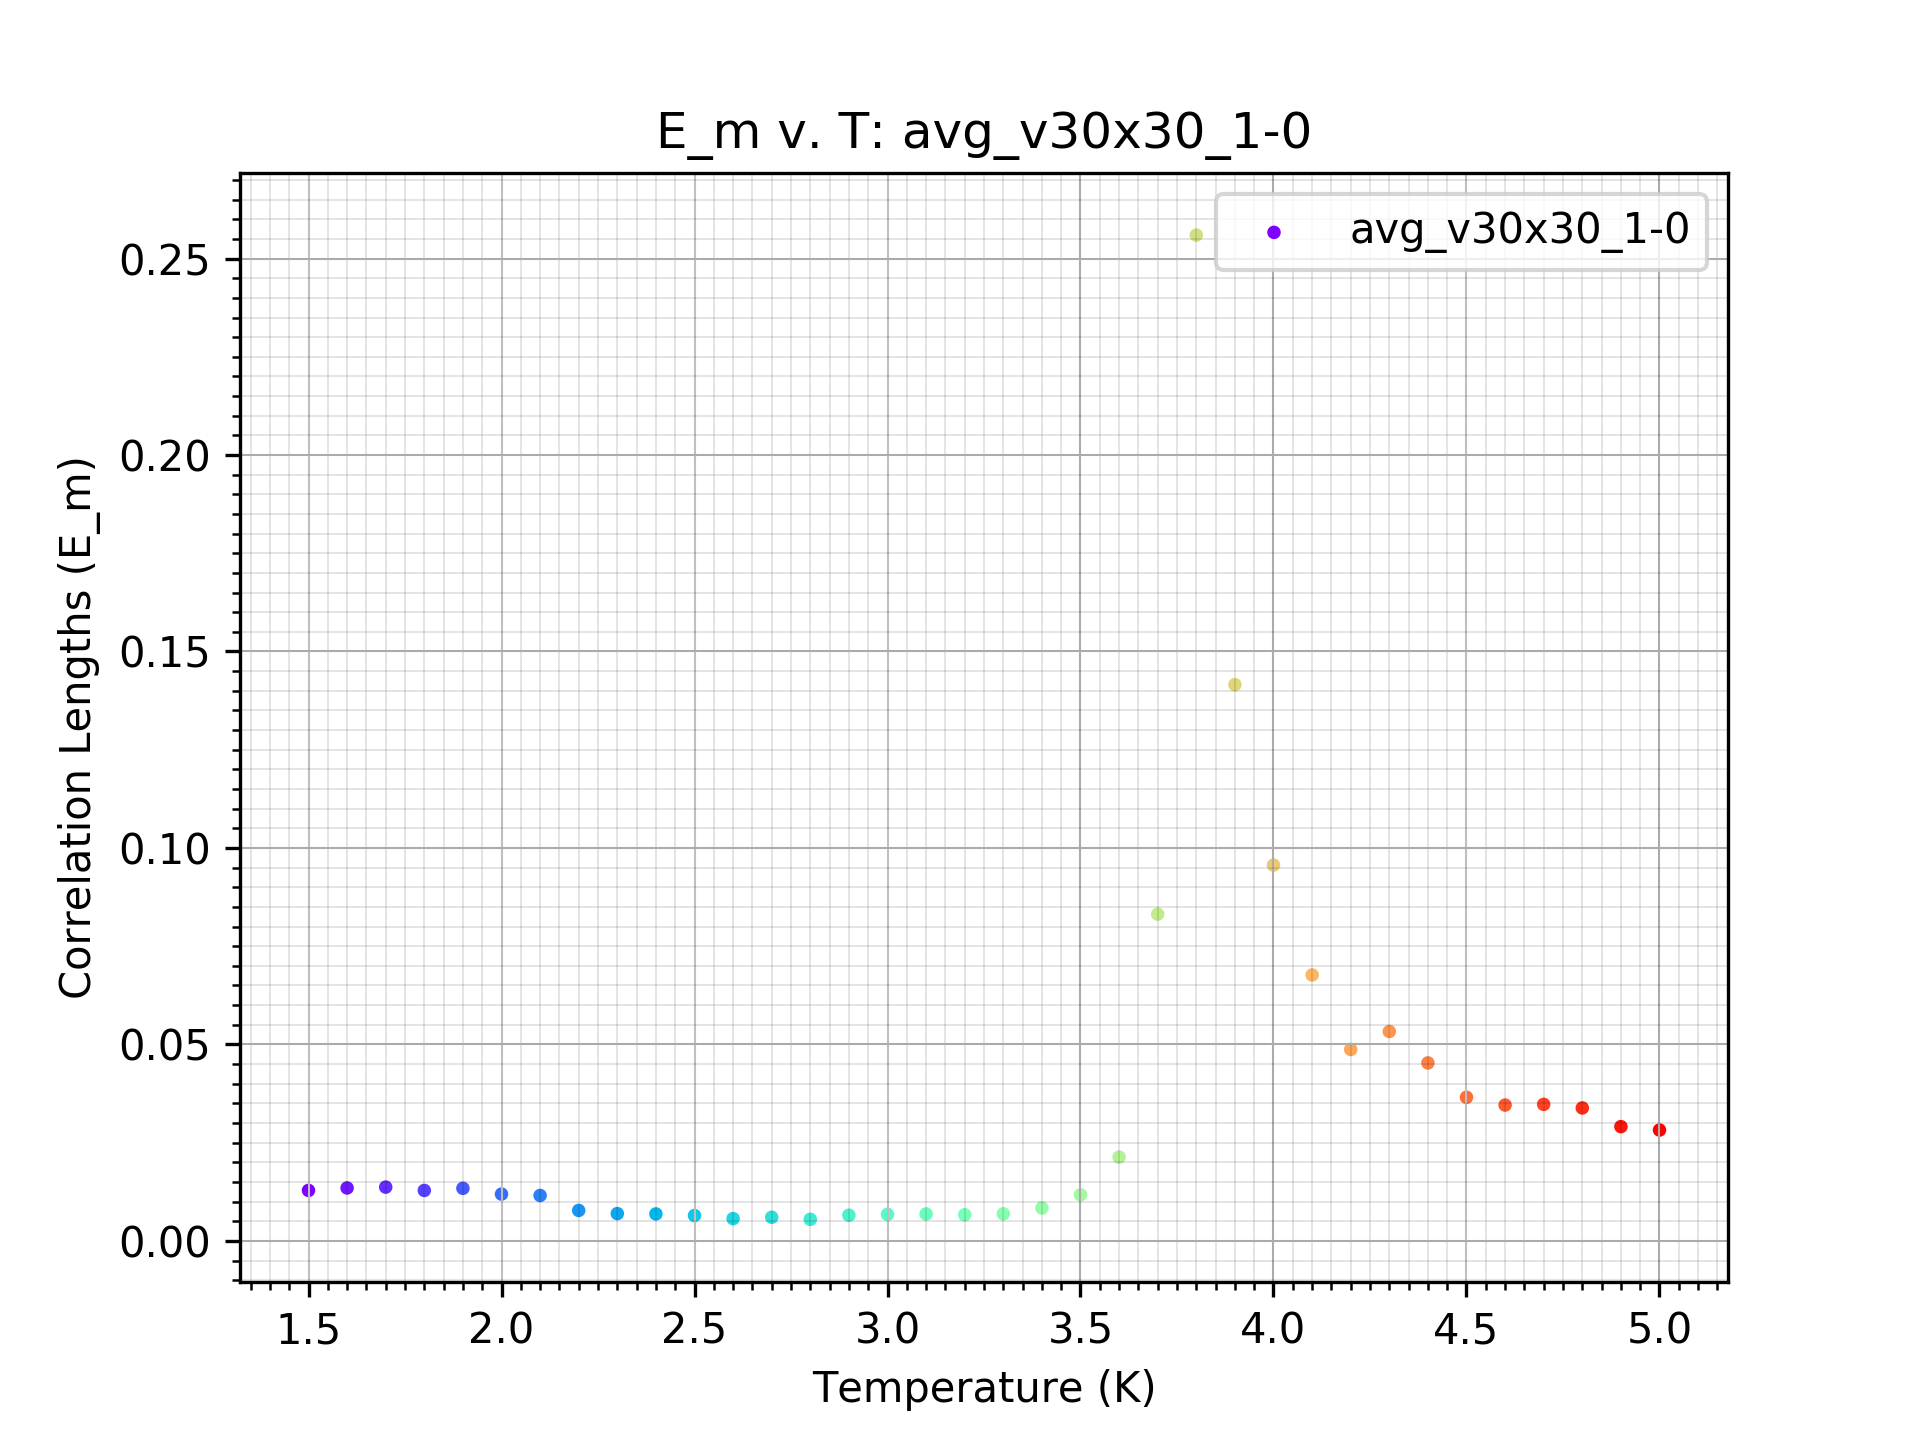 E_m v. T: avg_v30x30_1-0
avg_v30x30_1-0
Correlation Lengths (E_m)
0.25
0.20
0.15
0.10
0.05
0.00
1.5 2.0 2.5 3.0 3.5 4.0 4.5 5.0
Temperature (K)